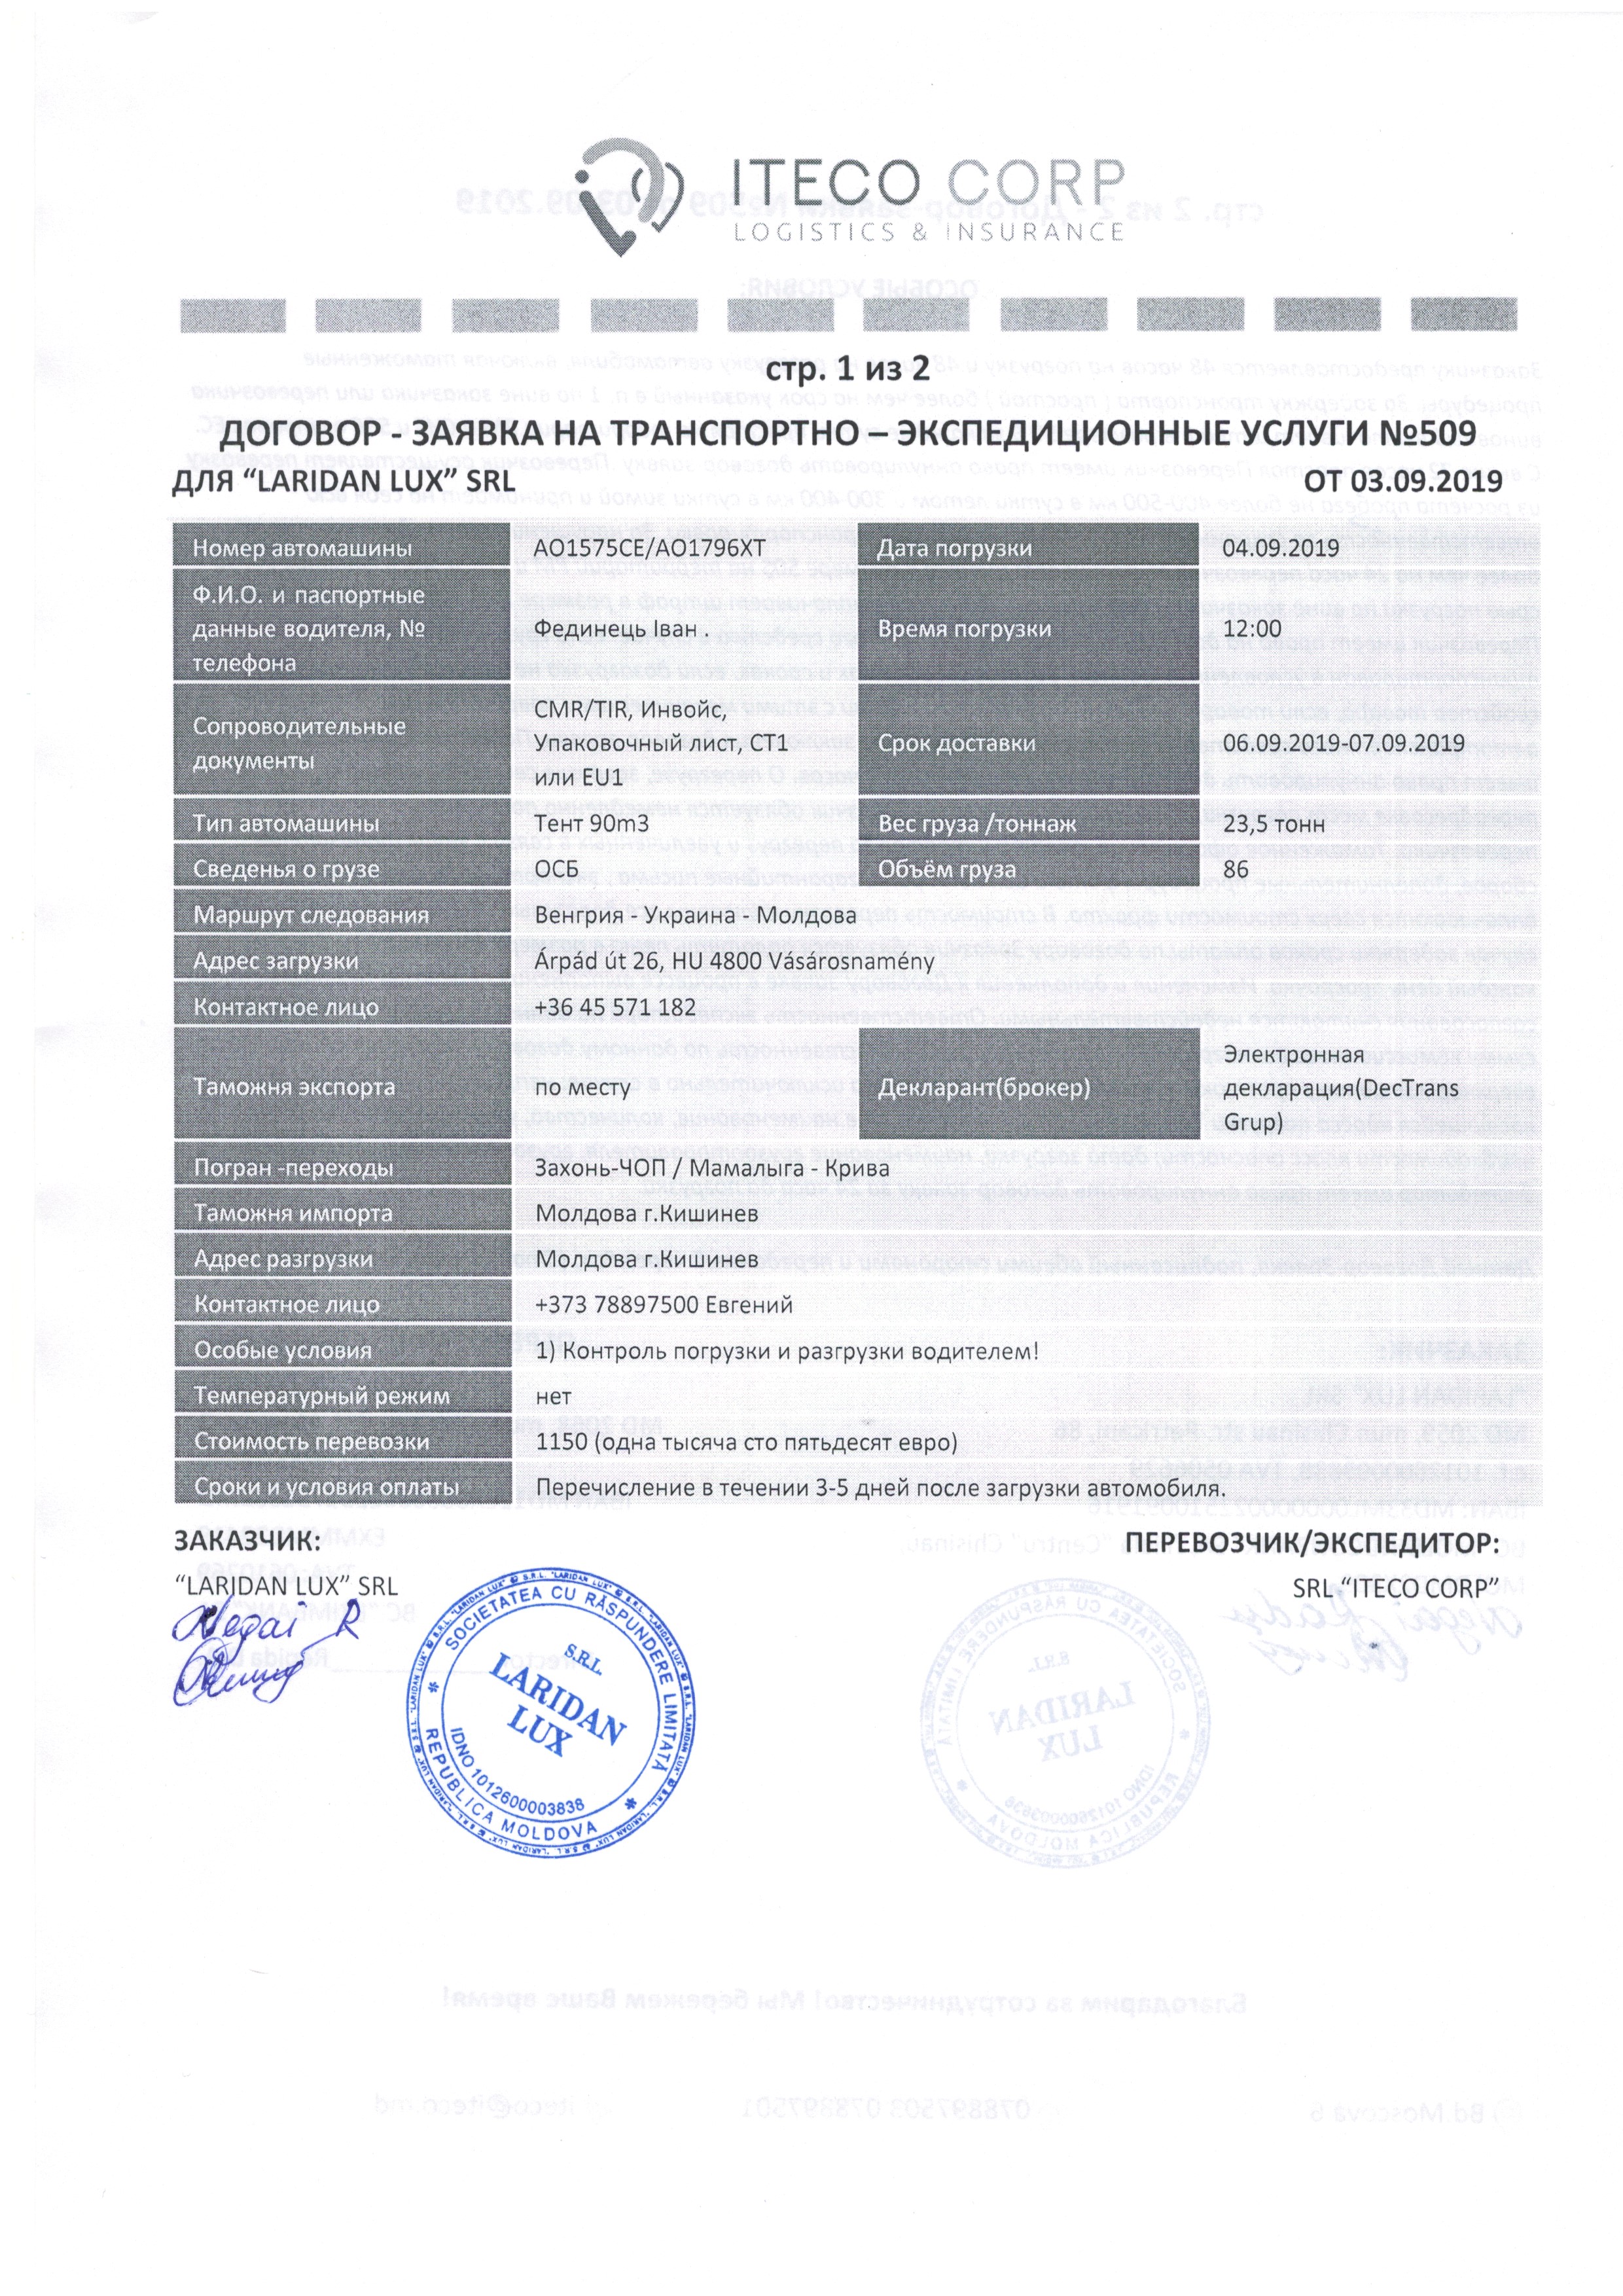 ITECO CORP
LOGISTICS & INSURANCE
стр. 1 из 2
ДОГОВОР - ЗАЯВКА НА ТРАНСПОРТНО – ЭКСПЕДИЦИОННЫЕ УСЛУГИ №509
ДЛЯ “LARIDAN LUX” SRL ОТ 03.09.2019
Номер автомашины AO1575CE/AO1796XT Дата погрузки 04.09.2019
Ф.И.О. и паспортные
данные водителя, №
телефона
Фединець Іван . Время погрузки 12:00
Сопроводительные
документы
CMR/TIR, Инвойс,
Упаковочный лист, СТ1
или EU1
Срок доставки 06.09.2019-07.09.2019
Тип автомашины Тент 90m3 Вес груза /тоннаж 23,5 тонн
Сведенья о грузе ОСБ Объём груза 86
Маршрут следования Венгрия - Украина - Молдова
Адрес загрузки Árpád út 26, HU 4800 Vásárosnamény
Контактное лицо +36 45 571 182
Таможня экспорта по месту Декларант(брокер)
Электронная
декларация(DecTrans
Grup)
Погран -переходы Захонь-ЧОП / Мамалыга - Крива
Таможня импорта Молдова г.Кишинев
Адрес разгрузки Молдова г.Кишинев
Контактное лицо +373 78897500 Евгений
Особые условия 1) Контроль погрузки и разгрузки водителем!
Температурный режим нет
Стоимость перевозки 1150 (одна тысяча сто пятьдесят евро)
Сроки и условия оплаты Перечисление в течении 3-5 дней после загрузки автомобиля.
ЗАКАЗЧИК: ПЕРЕВОЗЧИК/ЭКСПЕДИТОР:
“LARIDAN LUX” SRL SRL “ITECO CORP”
Negai R
SOCIETATEA CU RĂSPUNDERE LIMITATĂ
S.R.L.
LARIDAN
LUX
IDNO 1012600003838
REPUBLICA MOLDOVA